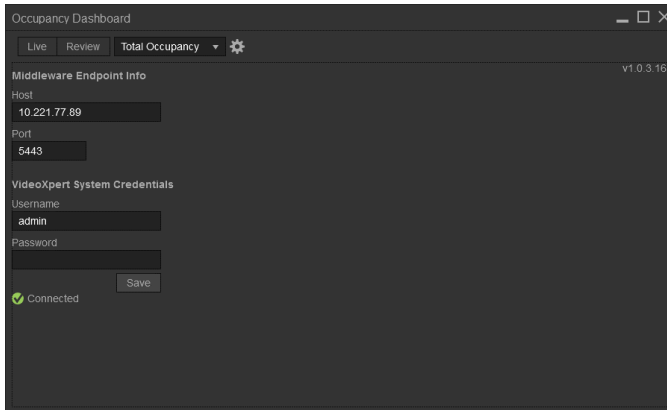 Occupancy Dashboard
Live Review Total Occupancy
v1.0.3.16
Middleware Endpoint Info
Host
10.221.77.89
Port
5443
VideoXpert System Credentials
Username
admin
Password
Save
Connected